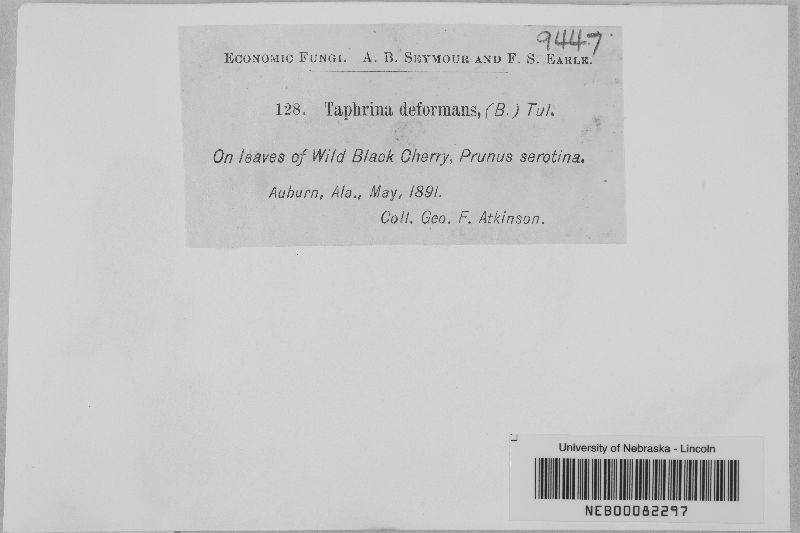 9447
ECONOMIC FUNGI. A. B. SEYMOUR AND F. S. EARLE.
128. Taphrina deformans, (B.) Tul.
On leaves of Wild Black Cherry, Prunus serotina.
Auburn, Ala., May, 1891.
Coll. Geo. F. Atkinson.
University of Nebraska - Lincoln
NEB00082297